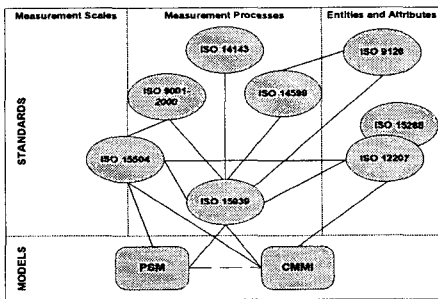 Measurement Scales
Measurement Processes
Entities and Attributes
STANDARDS
ISO 14143
ISO 9126
ISO 9001-
2000
ISO 14598
ISO 15288
ISO 15504
ISO 12207
ISO 15939
MODELS
PSM
CMMI